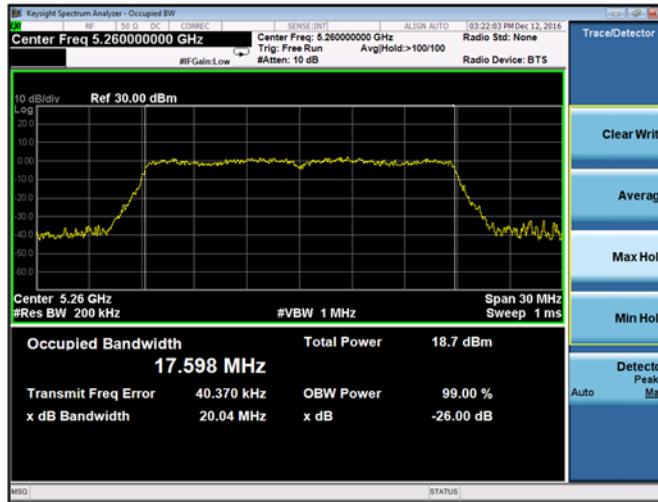 Keysight Spectrum Analyzer - Occupied BW
RF 50 Ω DC CORREC SENSE:INT ALIGN AUTO 03:22:03 PM Dec 12, 2016
Center Freq 5.260000000 GHz
Center Freq: 5.260000000 GHz
Radio Std: None
Trig: Free Run Avg|Hold:>100/100
#IFGain:Low
#Atten: 10 dB
Radio Device: BTS
Trace/Detector
10 dB/div Ref 30.00 dBm
Log
20.0
10.0
0.00
-10.0
-20.0
-30.0
-40.0
-50.0
-60.0
Center 5.26 GHz Span 30 MHz
#Res BW 200 kHz #VBW 1 MHz Sweep 1 ms
Occupied Bandwidth Total Power 18.7 dBm
17.598 MHz
Transmit Freq Error 40.370 kHz OBW Power 99.00 %
x dB Bandwidth 20.04 MHz x dB -26.00 dB
Clear Writ
Averag
Max Hol
Min Hol
Detecto
Peak
Auto Ma
MSG STATUS